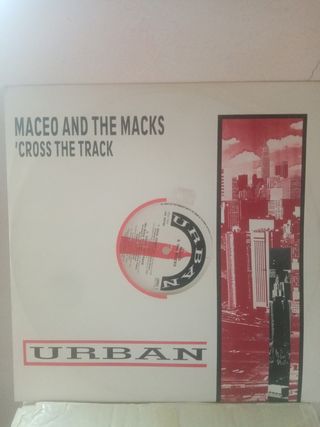 MACEO AND THE MACKS
'CROSS THE TRACK
URBAN
URBAN